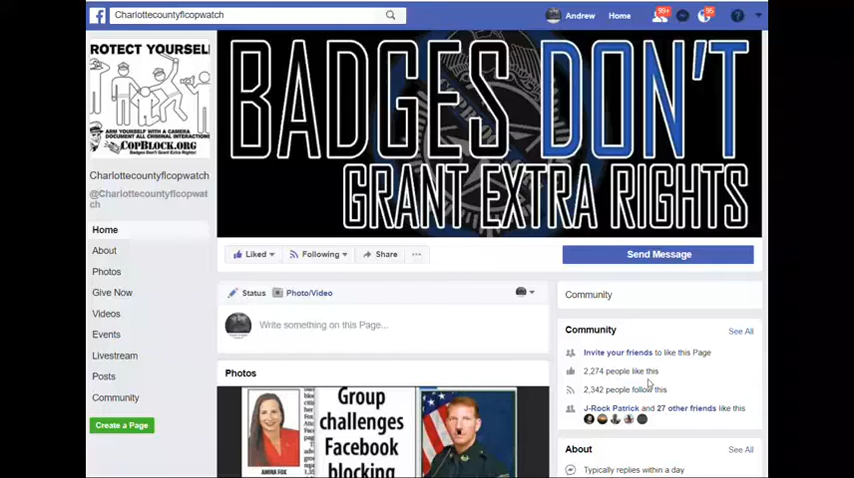 Charlottecountyflcopwatch
Andrew Home 99+ 95
ROTECT YOURSEL
ARM YOURSELF WITH A CAMERA
DOCUMENT ALL CRIMINAL INTERACTIONS
COPBLOCK.ORG
Badges Don't Grant Extra Rights!
BADGES DON'T
GRANT EXTRA RIGHTS
Charlottecountyflcopwatch
@Charlottecountyflcopwat
ch
Home
About
Photos
Give Now
Videos
Events
Livestream
Posts
Community
Create a Page
Liked Following Share ...
Send Message
Status Photo/Video
Write something on this Page...
Photos
AMIRA FOX
Group
challenges
Facebook
blocking
Community
Community See All
Invite your friends to like this Page
2,274 people like this
2,342 people follow this
J-Rock Patrick and 27 other friends like this
About See All
Typically replies within a day